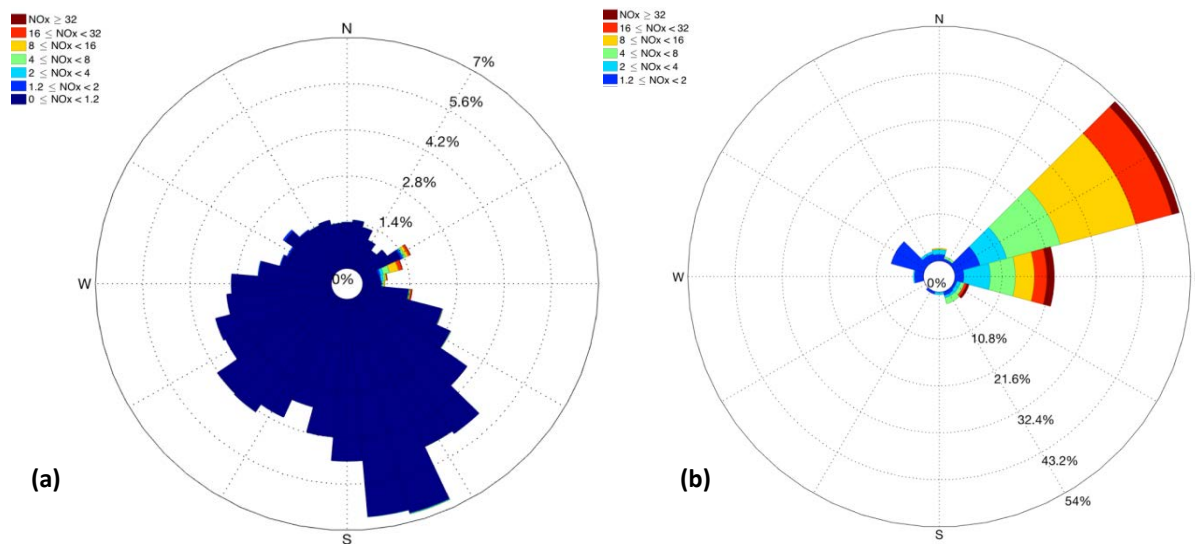 NOx ≥ 32
16 ≤ NOx < 32
8 ≤ NOx < 16
4 ≤ NOx < 8
2 ≤ NOx < 4
1.2 ≤ NOx < 2
0 ≤ NOx < 1.2
N
7%
5.6%
4.2%
2.8%
1.4%
0%
W
S
(a)
NOx ≥ 32
16 ≤ NOx < 32
8 ≤ NOx < 16
4 ≤ NOx < 8
2 ≤ NOx < 4
1.2 ≤ NOx < 2
N
W
0%
10.8%
21.6%
32.4%
43.2%
54%
S
(b)